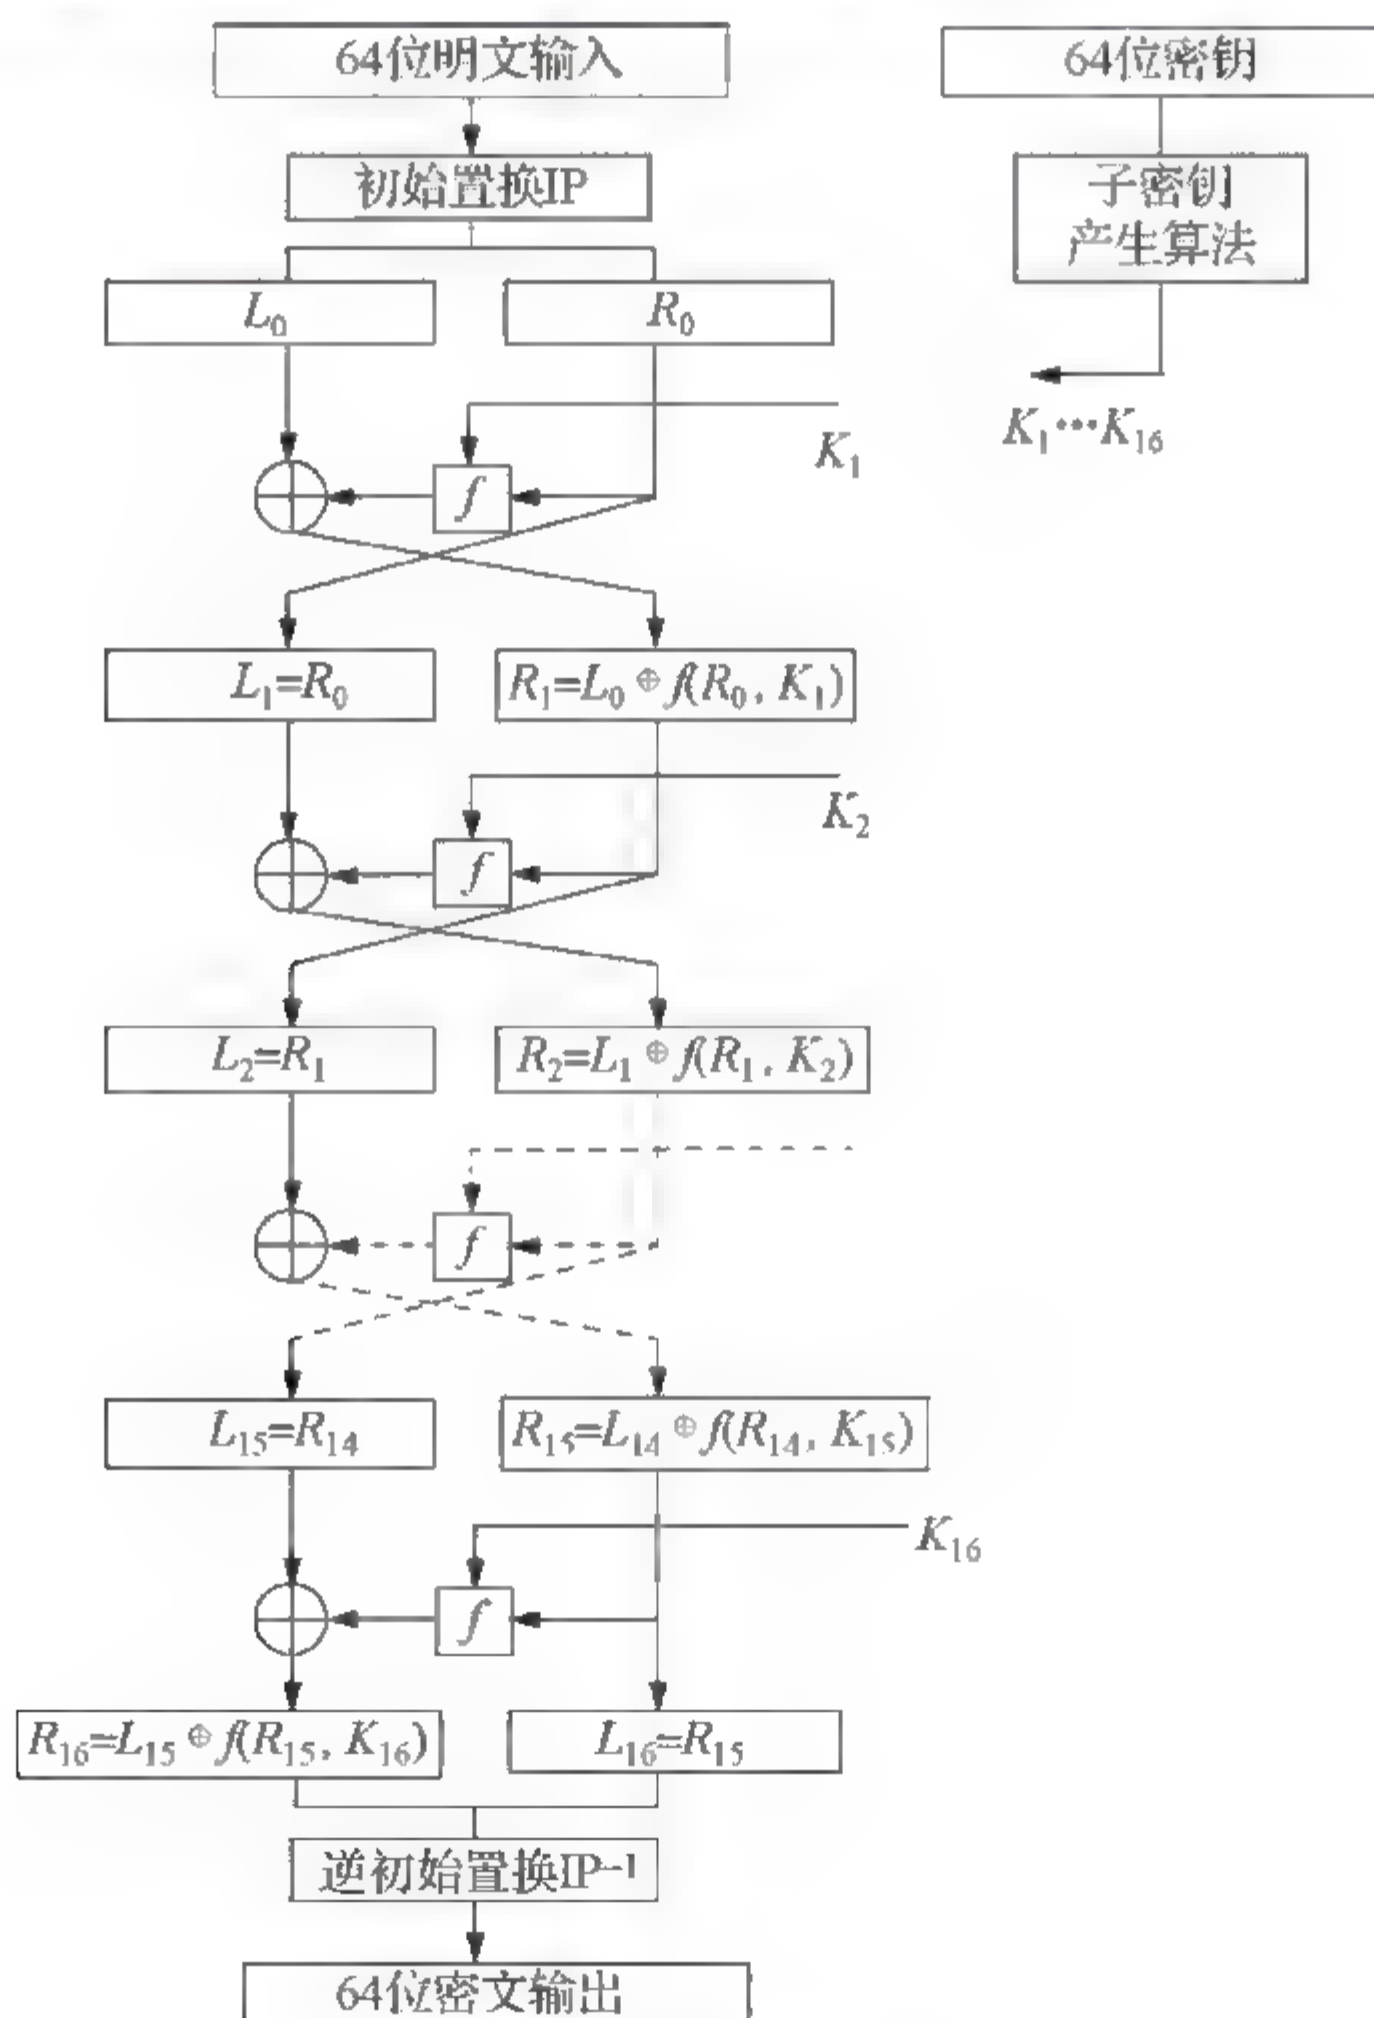 64位明文输入
64位密钥
初始置换IP
子密钥
产生算法
L₀
R₀
K₁···K₁₆
K₁
f
L₁=R₀
R₁=L₀⊕f(R₀, K₁)
K₂
f
L₂=R₁
R₂=L₁⊕f(R₁, K₂)
f
L₁₅=R₁₄
R₁₅=L₁₄⊕f(R₁₄, K₁₅)
K₁₆
f
R₁₆=L₁₅⊕f(R₁₅, K₁₆)
L₁₆=R₁₅
逆初始置换IP-1
64位密文输出